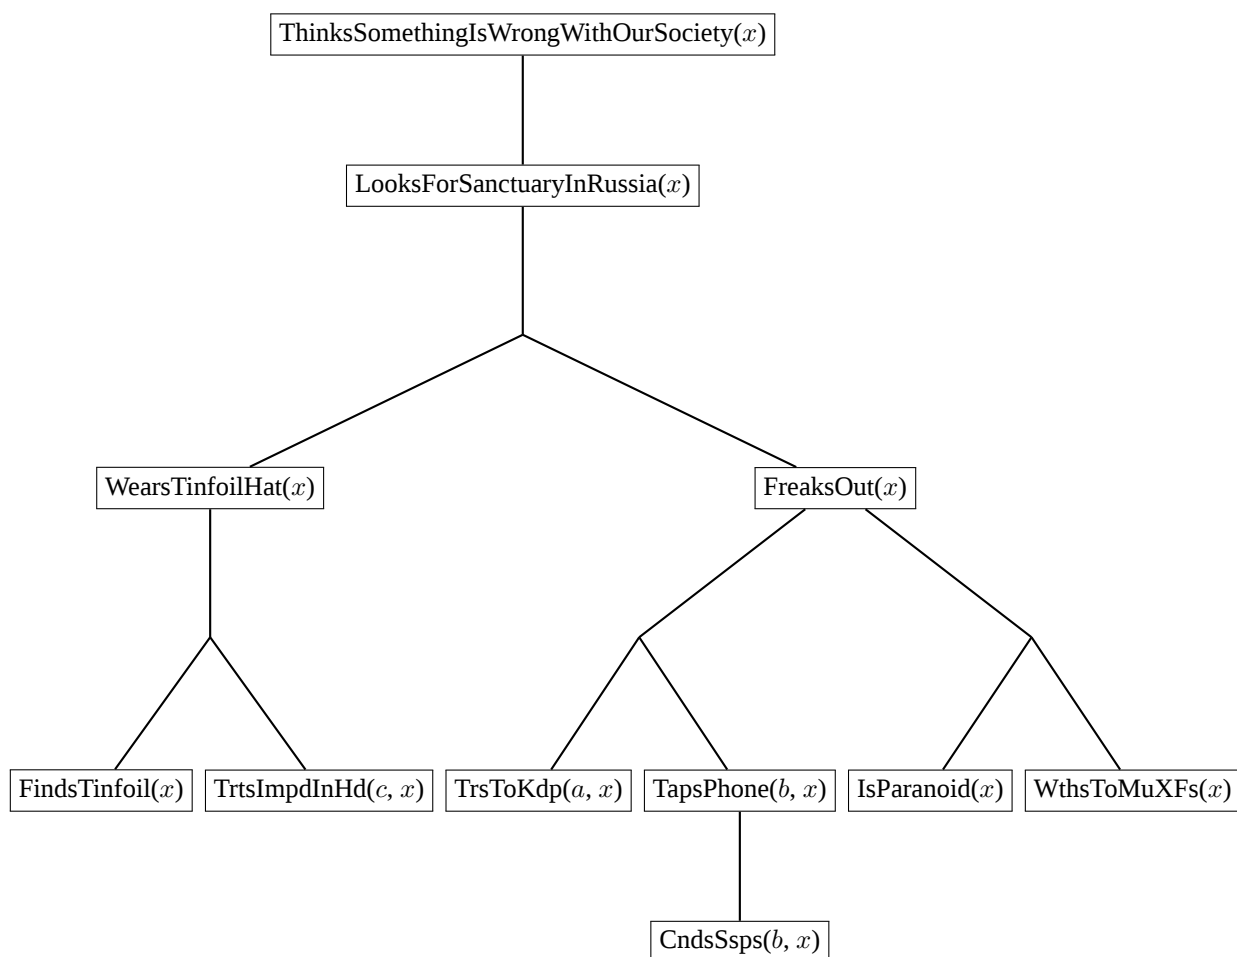 ThinksSomethingIsWrongWithOurSociety(x)
LooksForSanctuaryInRussia(x)
WearsTinfoilHat(x)
FreaksOut(x)
FindsTinfoil(x)
TrtsImpdInHd(c, x)
TrsToKdp(a, x)
TapsPhone(b, x)
IsParanoid(x)
WthsToMuXFs(x)
CndsSsps(b, x)